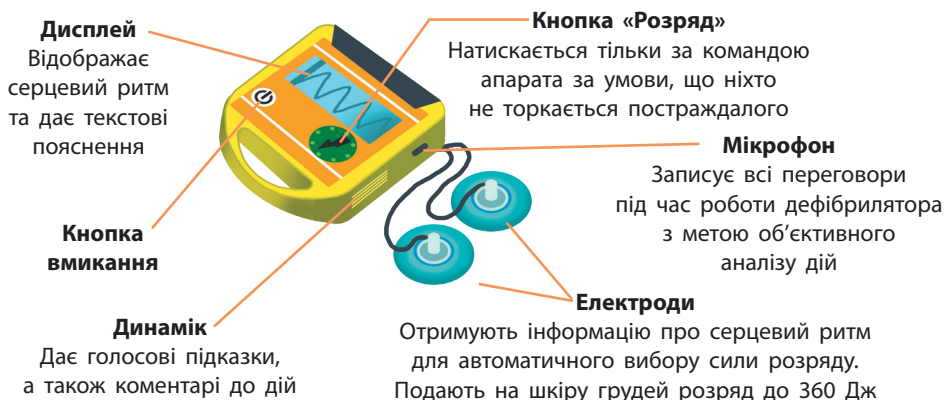 Дисплей
Відображає
серцевий ритм
та дає текстові
пояснення
Кнопка «Розряд»
Натискається тільки за командою
апарата за умови, що ніхто
не торкається постраждалого
Мікрофон
Записує всі переговори
під час роботи дефібрилятора
з метою об’єктивного
аналізу дій
Кнопка
вмикання
Динамік
Дає голосові підказки,
а також коментарі до дій
Електроди
Отримують інформацію про серцевий ритм
для автоматичного вибору сили розряду.
Подають на шкіру грудей розряд до 360 Дж